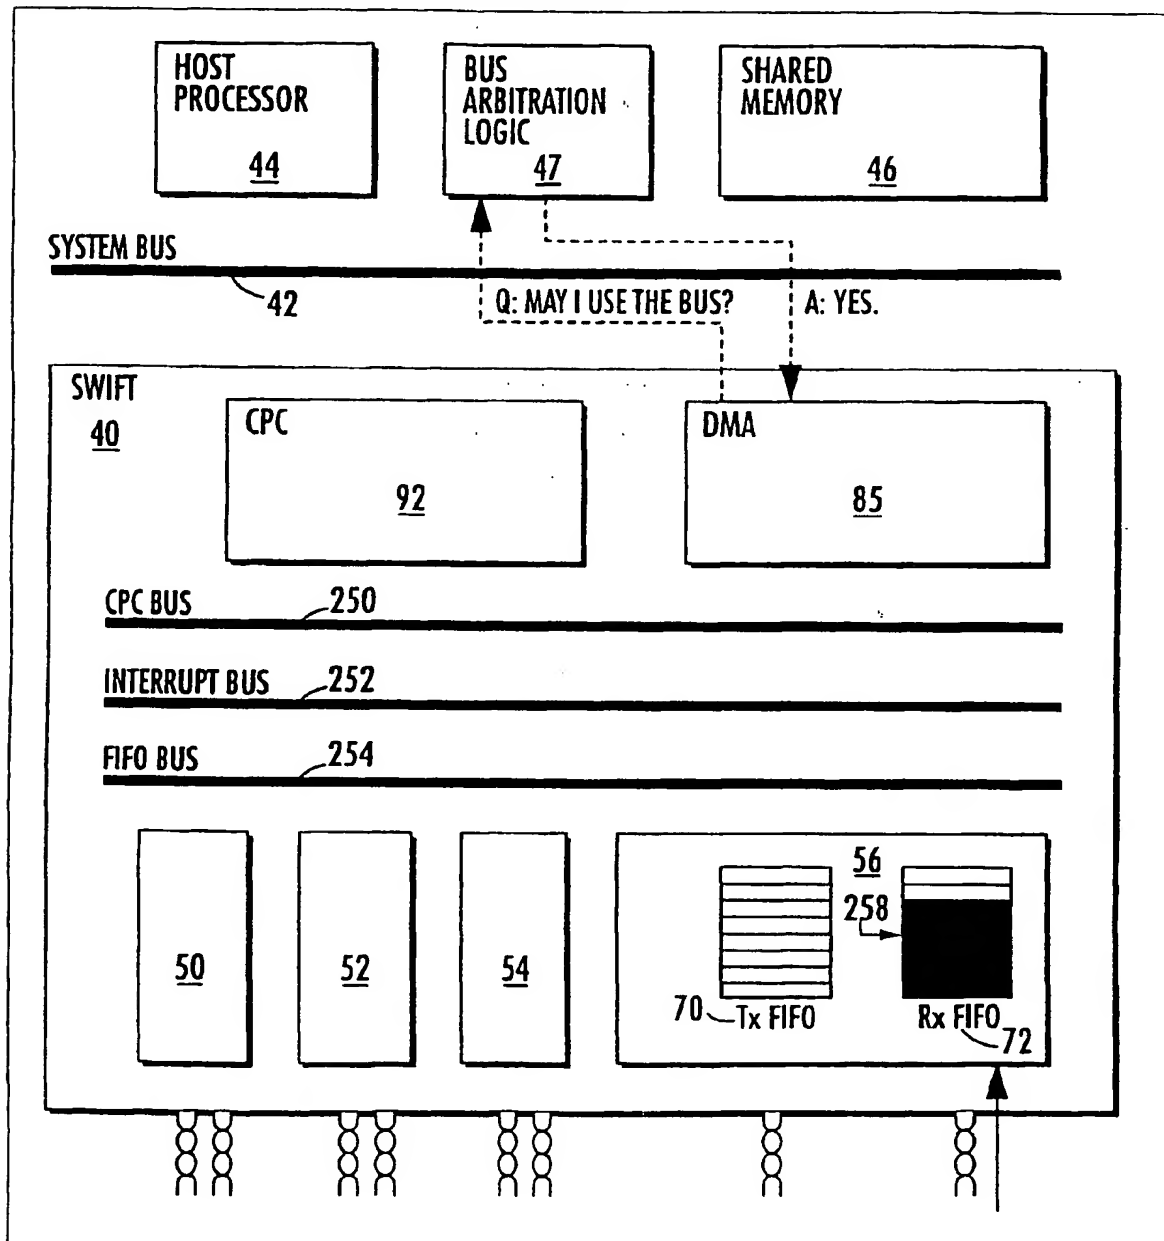 HOST
PROCESSOR
44
BUS
ARBITRATION
LOGIC
47
SHARED
MEMORY
46
SYSTEM BUS
42
Q: MAY I USE THE BUS?
A: YES.
SWIFT
40
CPC
92
DMA
85
CPC BUS
250
INTERRUPT BUS
252
FIFO BUS
254
50
52
54
56
258
70
Tx FIFO
Rx FIFO
72